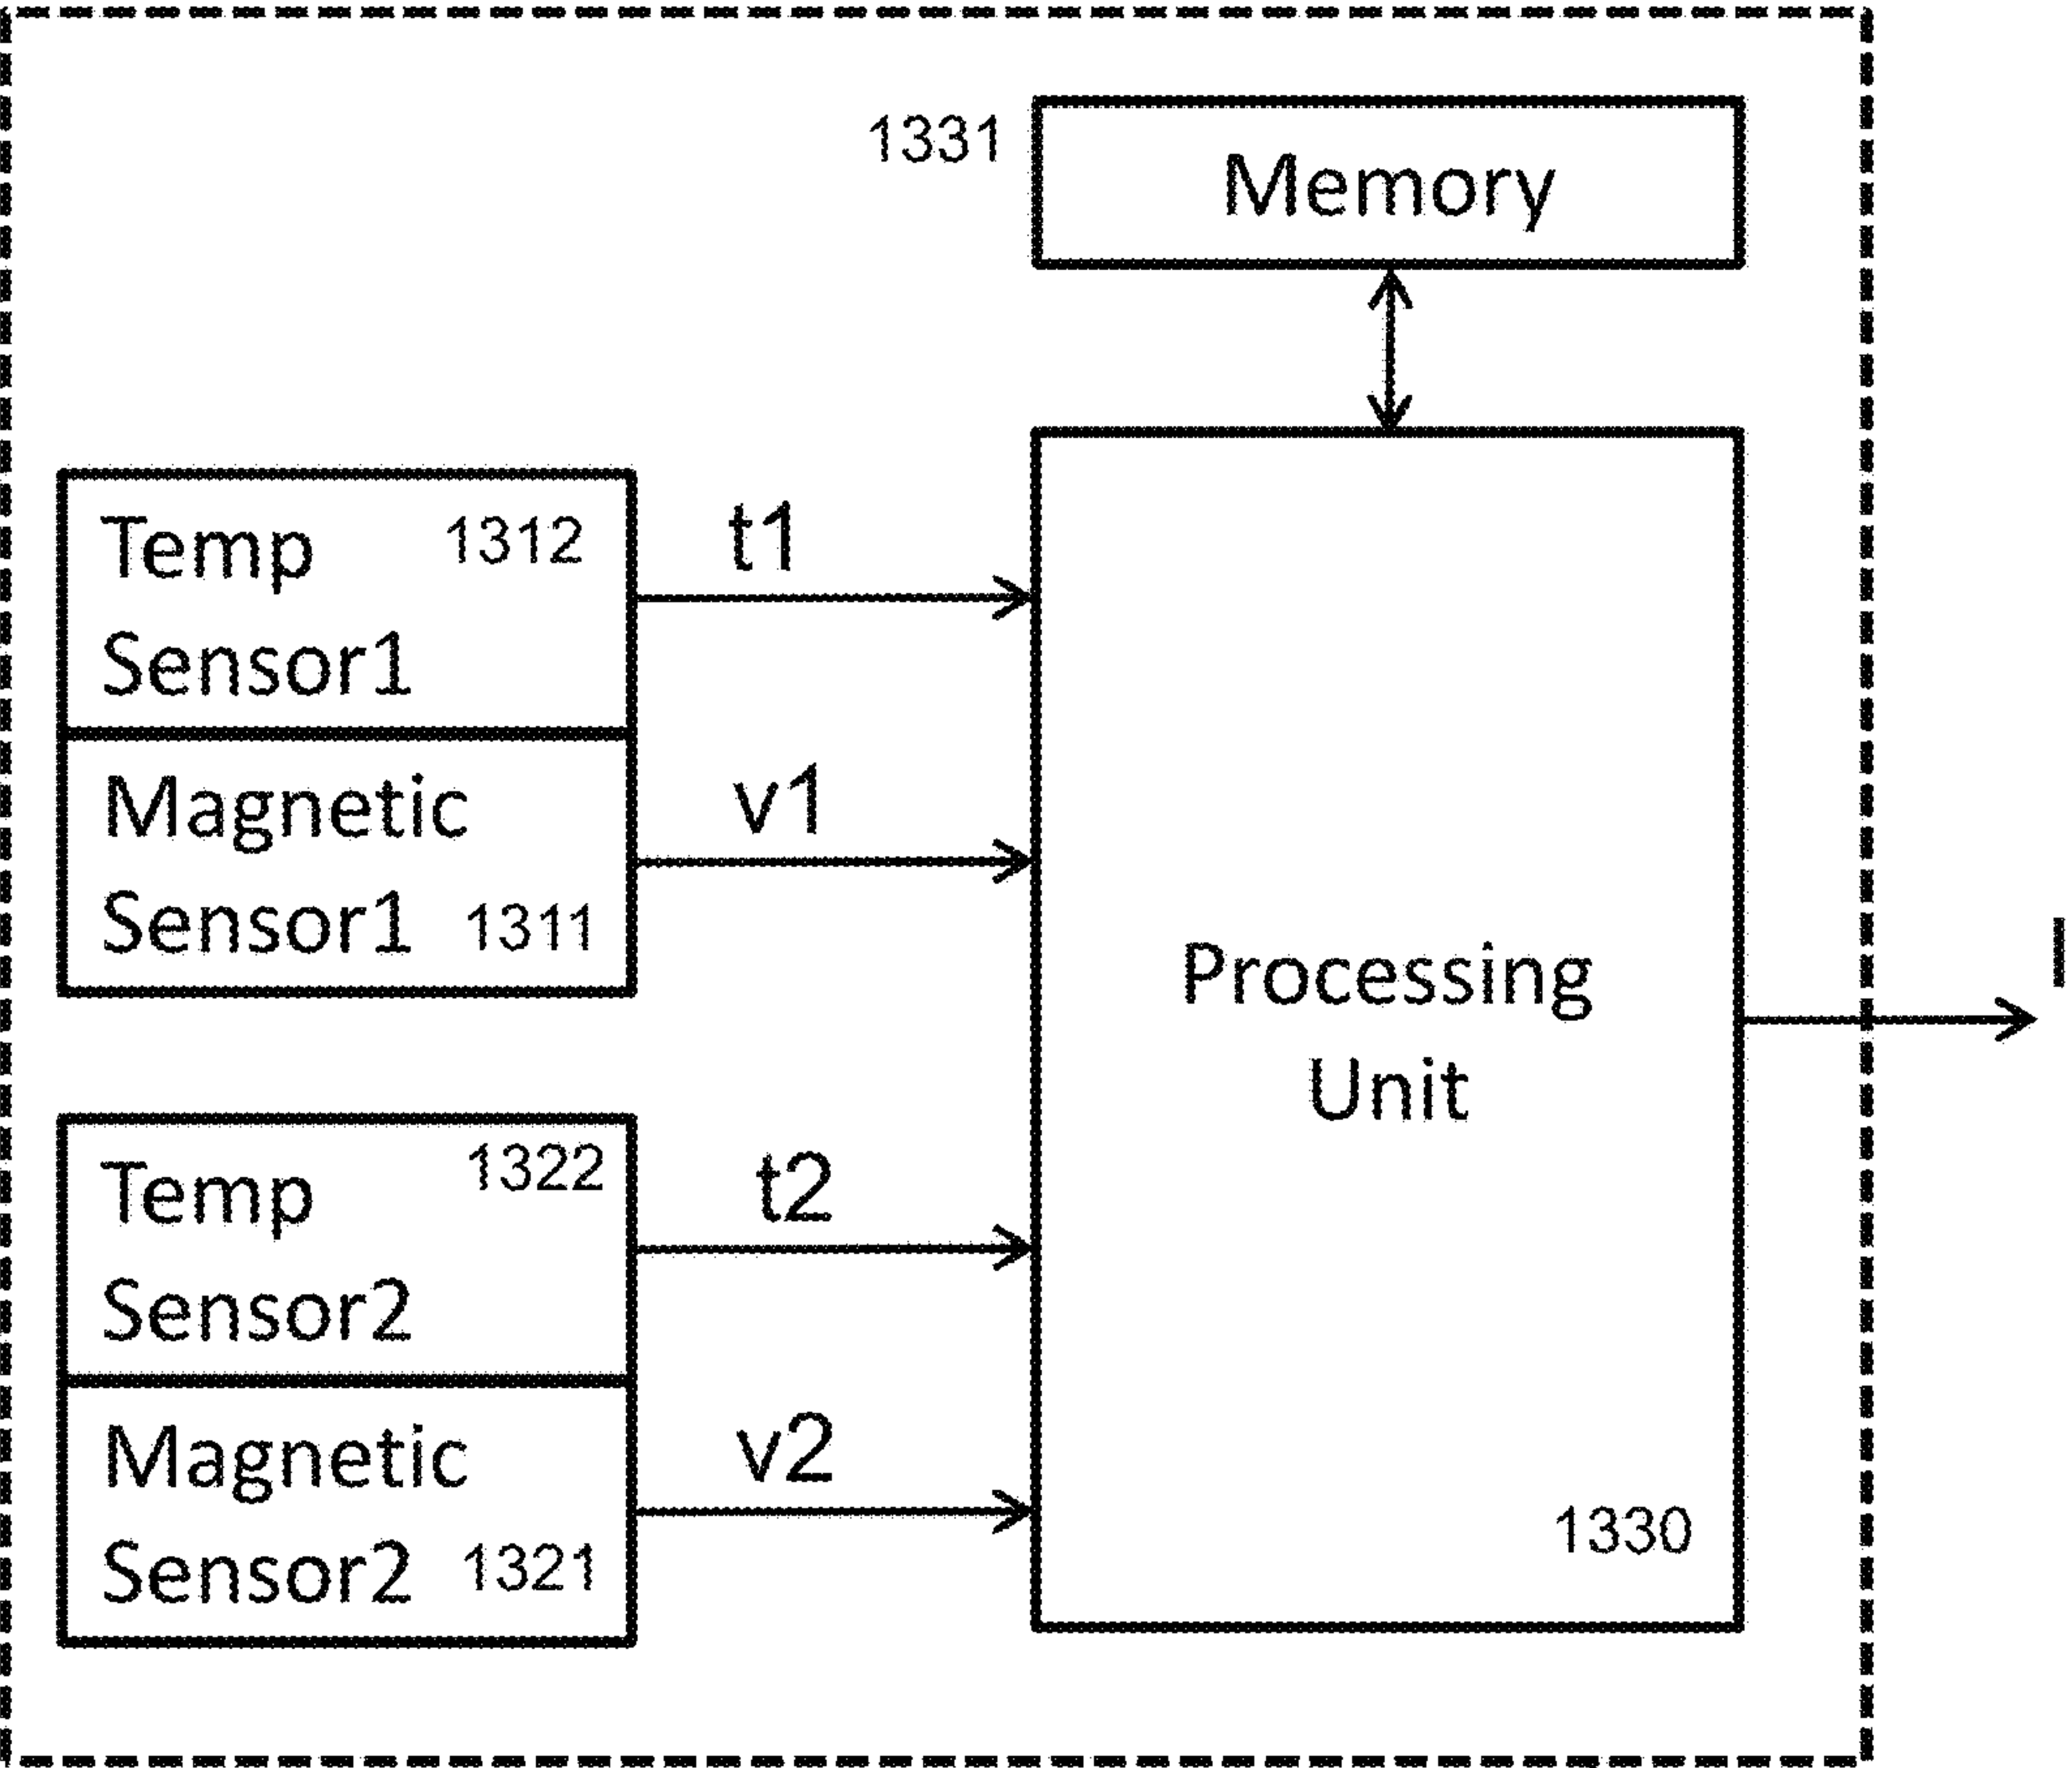 1331
Memory
Temp 1312
Sensor1
t1
Magnetic
Sensor1 1311
v1
Processing
Unit
I
Temp 1322
Sensor2
t2
Magnetic
Sensor2 1321
v2
1330